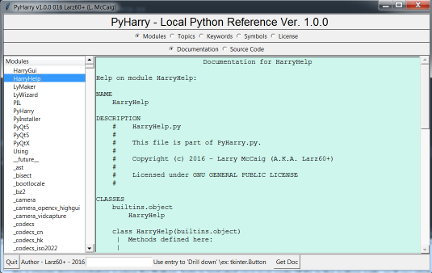 PyHarry v1.0.0 018 Larz60+ (L. McCaig)
PyHarry - Local Python Reference Ver. 1.0.0
Modules Topics Keywords Symbols License
Documentation Source Code
Modules
HarryGui
HarryHelp
LyMaker
LyWizard
PIL
PyHarry
PyInstaller
PyQt5
PyQt5
PyQtX
Using
__future__
_ast
_bisect
_bootlocale
_bz2
_camera
_camera_opencv_highgui
_camera_vidcapture
_codecs
_codecs_cn
_codecs_hk
_codecs_iso2022
Documentation for HarryHelp
Help on module HarryHelp:
NAME
HarryHelp
DESCRIPTION
# HarryHelp.py
#
# This file is part of PyHarry.py.
#
# Copyright (c) 2016 - Larry McCaig (A.K.A. Larz60+)
#
# Licensed under GNU GENERAL PUBLIC LICENSE
#
CLASSES
builtins.object
HarryHelp
class HarryHelp(builtins.object)
| Methods defined here:
|
Quit Author - Larz60+ - 2016 Use entry to 'Drill down' \ex: tkinter.Button Get Doc